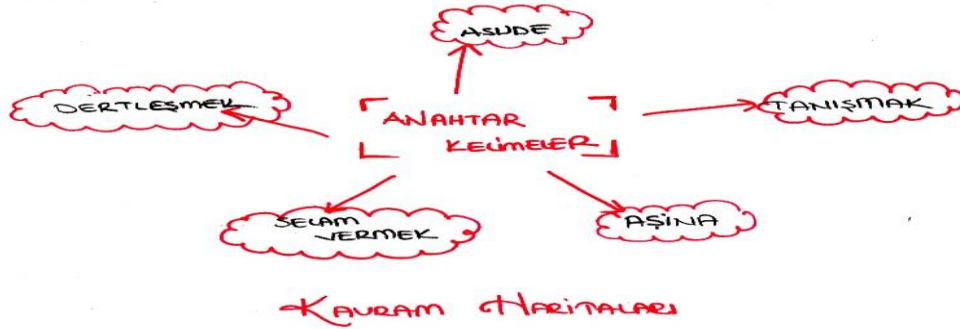 ASUDE
DERTLEŞMEK
TANIŞMAK
ANAHTAR
KELİMELER
SELAM
VERMEK
AŞİNA
KAVRAM HARİTALARI